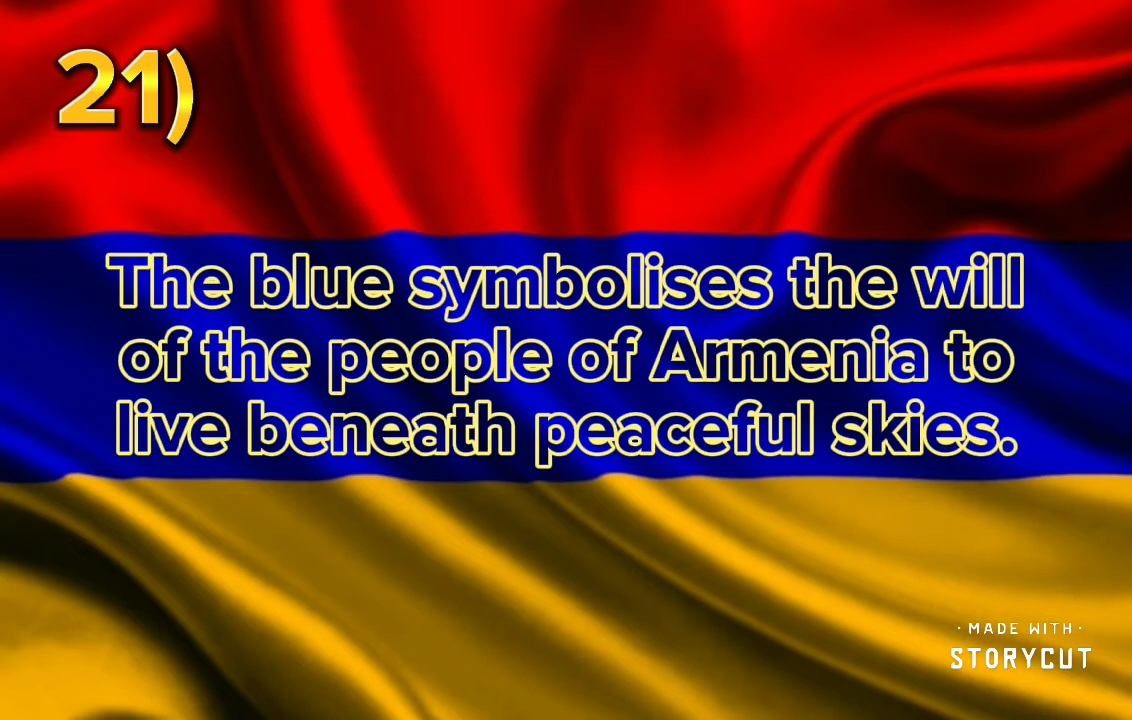 21)
The blue symbolises the will
of the people of Armenia to
live beneath peaceful skies.
· MADE WITH ·
STORYCUT